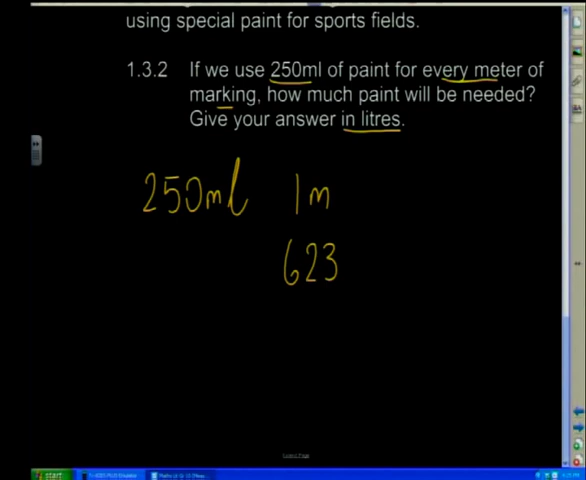 using special paint for sports fields.
1.3.2 If we use 250ml of paint for every meter of
marking, how much paint will be needed?
Give your answer in litres.
250ml 1m
623
start